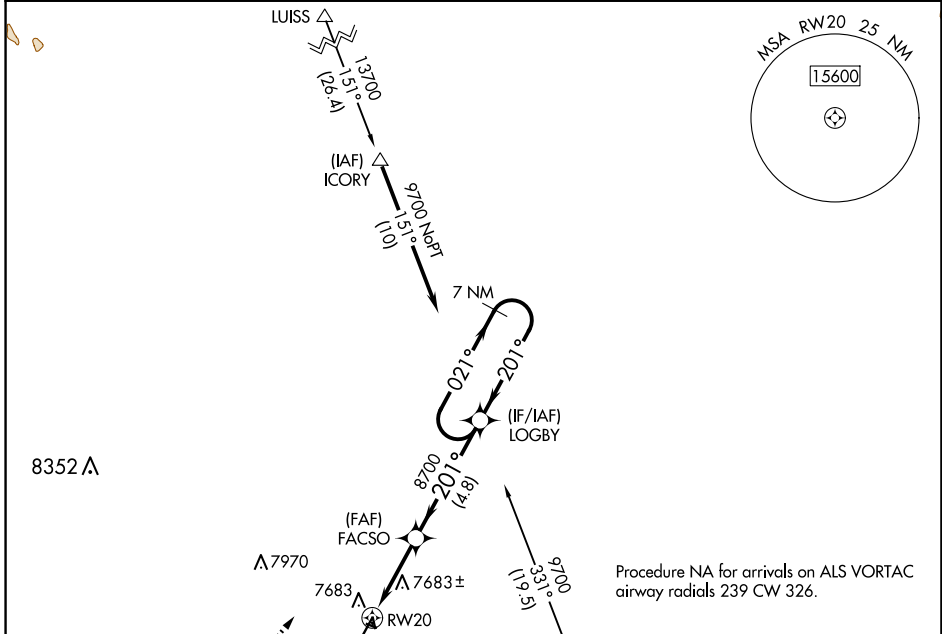 LUISS
13700
151°
(26.4)
MSA RW20 25 NM
15600
(IAF)
ICORY
9700 NoPT
151°
(10)
7 NM
021°
201°
(IF/IAF)
LOGBY
8352
8700
201°
(4.8)
(FAF)
FACSO
7970
7683
7683±
RW20
9700
331°
(19.5)
Procedure NA for arrivals on ALS VORTAC
airway radials 239 CW 326.